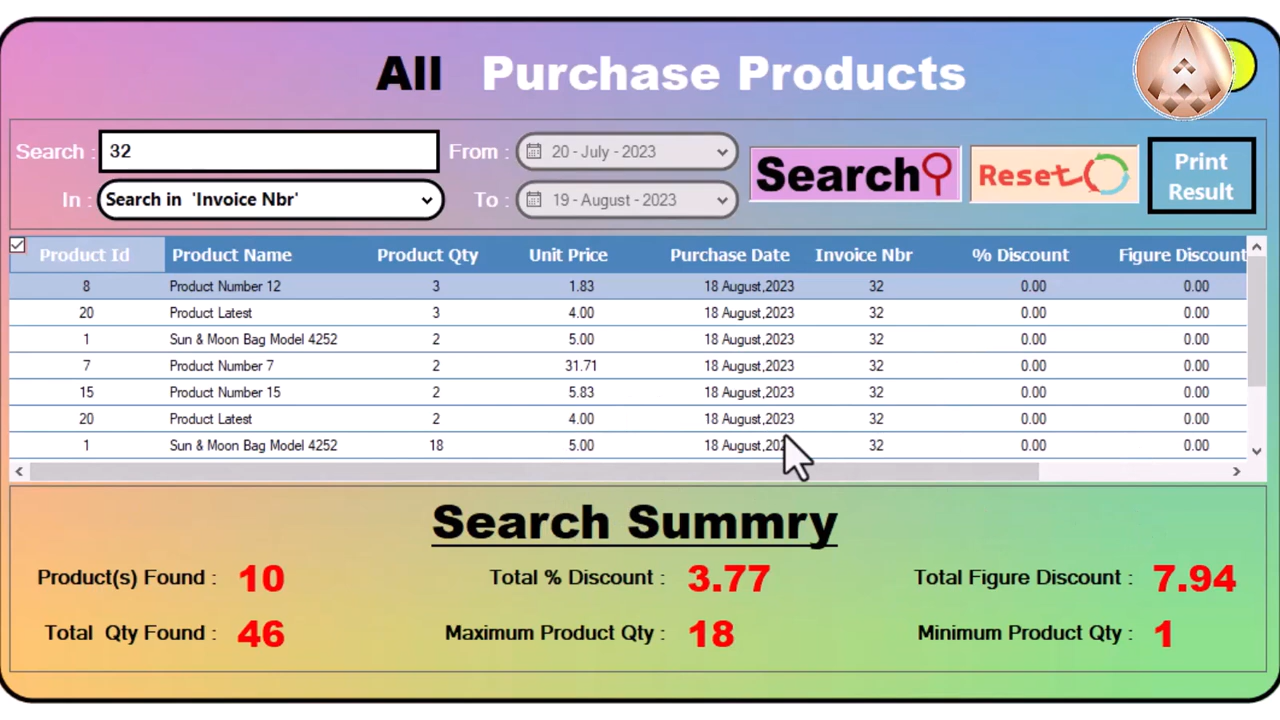 All Purchase Products
Search : 32 From : 20 - July - 2023 Search Reset Print Result
In : Search in 'Invoice Nbr' To : 19 - August - 2023
Product Id Product Name Product Qty Unit Price Purchase Date Invoice Nbr % Discount Figure Discount
8 Product Number 12 3 1.83 18 August,2023 32 0.00 0.00
20 Product Latest 3 4.00 18 August,2023 32 0.00 0.00
1 Sun & Moon Bag Model 4252 2 5.00 18 August,2023 32 0.00 0.00
7 Product Number 7 2 31.71 18 August,2023 32 0.00 0.00
15 Product Number 15 2 5.83 18 August,2023 32 0.00 0.00
20 Product Latest 2 4.00 18 August,2023 32 0.00 0.00
1 Sun & Moon Bag Model 4252 18 5.00 18 August,2023 32 0.00 0.00
Search Summry
Product(s) Found : 10 Total % Discount : 3.77 Total Figure Discount : 7.94
Total Qty Found : 46 Maximum Product Qty : 18 Minimum Product Qty : 1